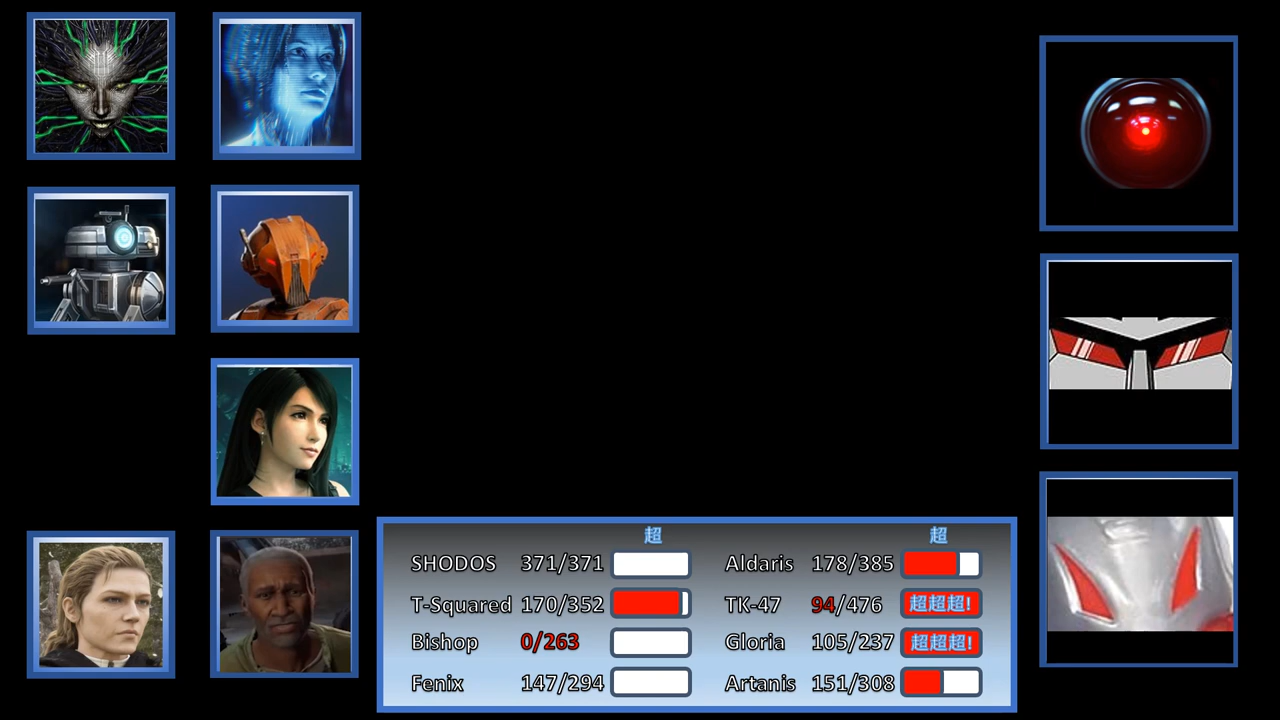 超 超
SHODOS 371/371 Aldaris 178/385
T-Squared 170/352 TK-47 94/476 超超超!
Bishop 0/263 Gloria 105/237 超超超!
Fenix 147/294 Artanis 151/308